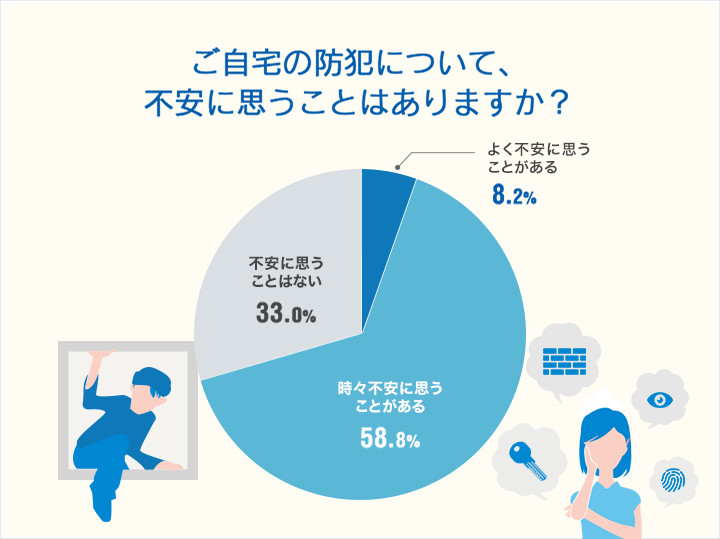 ご自宅の防犯について、
不安に思うことはありますか？
よく不安に思う
ことがある
8.2%
不安に思う
ことはない
33.0%
時々不安に思う
ことがある
58.8%